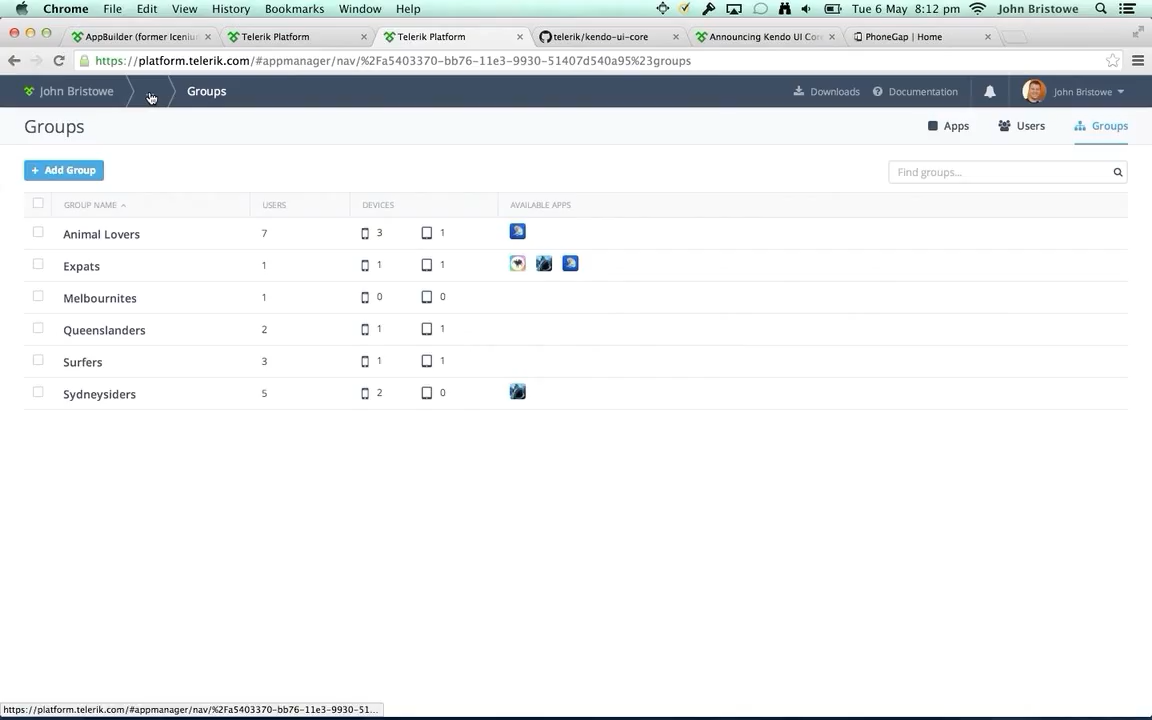 Chrome File Edit View History Bookmarks Window Help Tue 6 May 8:12 pm John Bristowe
AppBuilder (former Iceniu Telerik Platform Telerik Platform telerik/kendo-ui-core Announcing Kendo UI Cor PhoneGap | Home
https://platform.telerik.com/#appmanager/nav/%2Fa5403370-bb76-11e3-9930-51407d540a95%23groups
John Bristowe Groups Downloads Documentation John Bristowe
Groups Apps Users Groups
+ Add Group Find groups...
GROUP NAME USERS DEVICES AVAILABLE APPS
Animal Lovers 7 3 1
Expats 1 1 1
Melbournites 1 0 0
Queenslanders 2 1 1
Surfers 3 1 1
Sydneysiders 5 2 0
https://platform.telerik.com/#appmanager/nav/%2Fa5403370-bb76-11e3-9930-51...